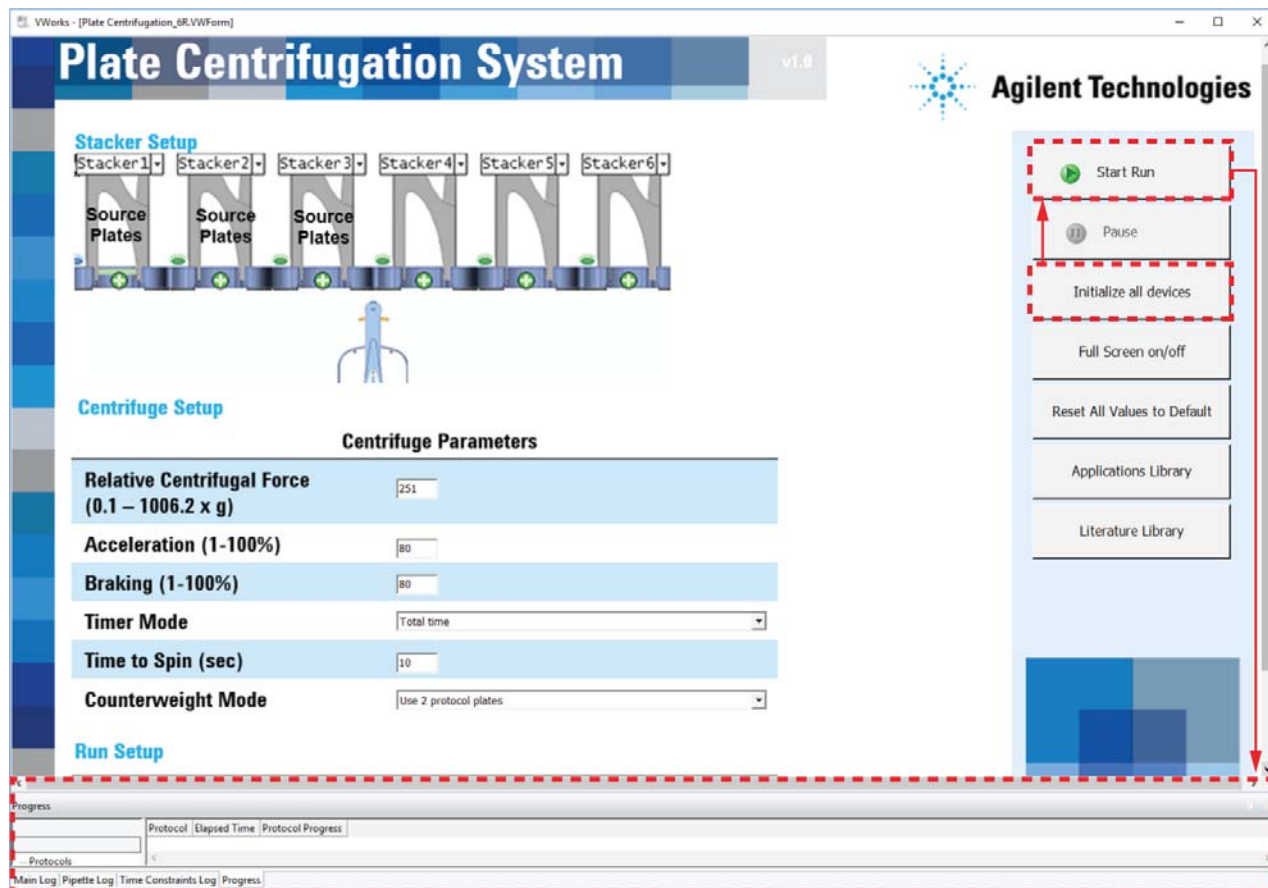 VWorks - [Plate Centrifugation_6R.VWForm]
Plate Centrifugation System
v1.0
Agilent Technologies
Stacker Setup
Stacker1 Stacker2 Stacker3 Stacker4 Stacker5 Stacker6
Source Source Source
Plates Plates Plates
Start Run
Pause
Initialize all devices
Full Screen on/off
Reset All Values to Default
Applications Library
Literature Library
Centrifuge Setup
Centrifuge Parameters
Relative Centrifugal Force
(0.1 – 1006.2 x g)
251
Acceleration (1-100%) 80
Braking (1-100%) 80
Timer Mode Total time
Time to Spin (sec) 10
Counterweight Mode Use 2 protocol plates
Run Setup
Progress
Protocol Elapsed Time Protocol Progress
Protocols
Main Log Pipette Log Time Constraints Log Progress